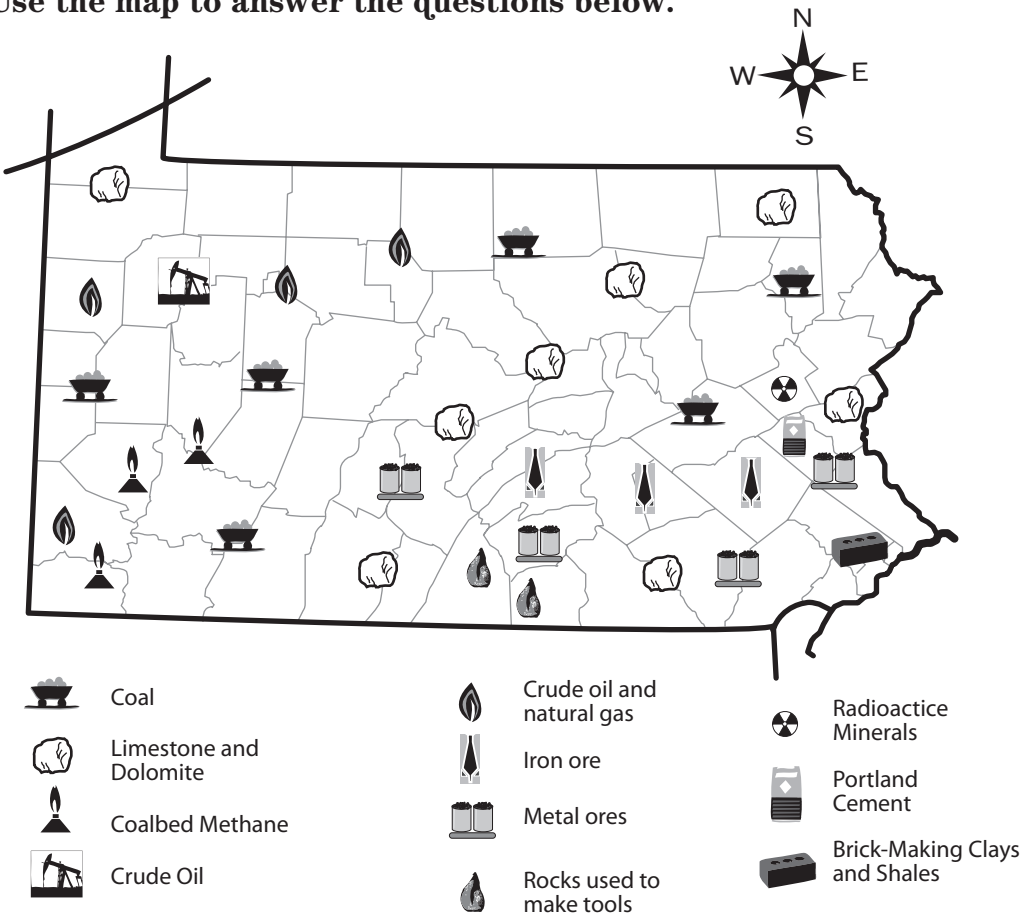 Use the map to answer the questions below.
N
W
E
S
Coal
Limestone and
Dolomite
Coalbed Methane
Crude Oil
Crude oil and
natural gas
Iron ore
Metal ores
Rocks used to
make tools
Radioactice
Minerals
Portland
Cement
Brick-Making Clays
and Shales